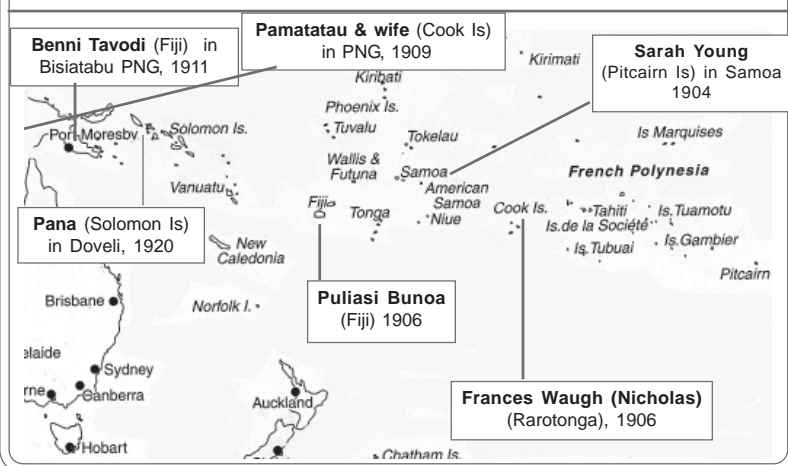 Benni Tavodi (Fiji) in
Bisiatabu PNG, 1911
Pamatatau & wife (Cook Is)
in PNG, 1909
Sarah Young
(Pitcairn Is) in Samoa
1904
Kirimati
Kiribati
Phoenix Is.
Port Moresby
Solomon Is.
Tuvalu
Tokelau
Is Marquises
Wallis &
Futuna
Samoa
French Polynesia
American
Samoa
Vanuatu
Fiji
Tonga
Niue
Cook Is.
Tahiti
Is.Tuamotu
Is.de la Société
Is.Tubuai
Is.Gambier
Pitcairn
Pana (Solomon Is)
in Doveli, 1920
New
Caledonia
Puliasi Bunoa
(Fiji) 1906
Brisbane
Norfolk I.
elaide
Sydney
rne
Canberra
Auckland
Frances Waugh (Nicholas)
(Rarotonga), 1906
Hobart
Chatham Is.